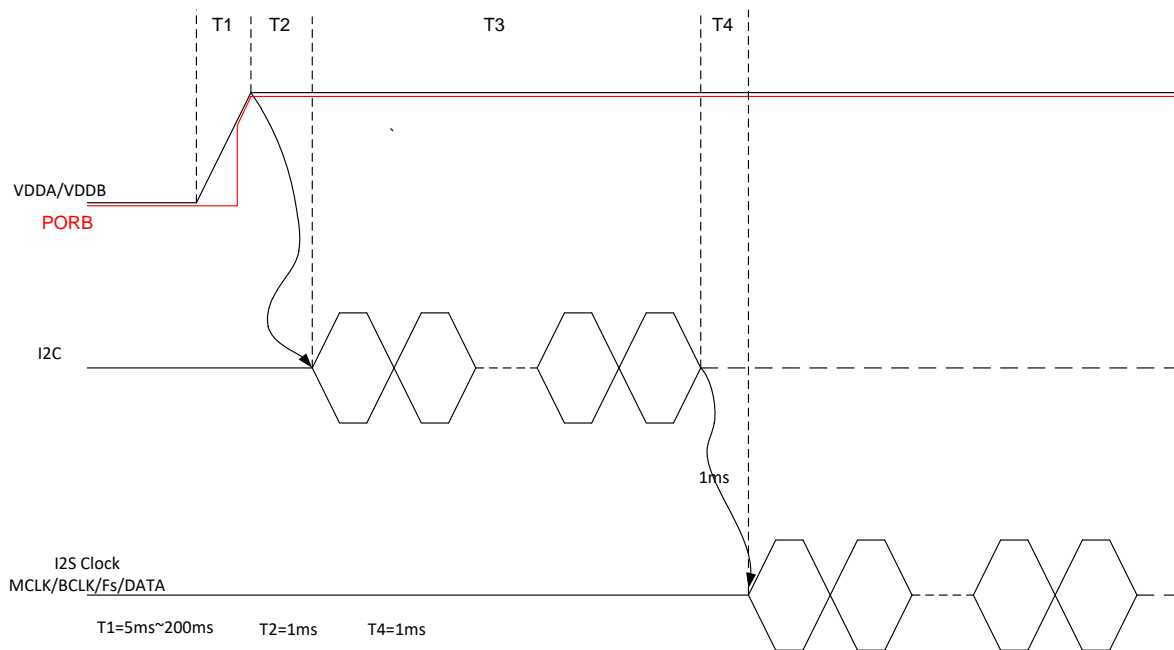 T1
T2
T3
T4
`
VDDA/VDDB
PORB
I2C
1ms
I2S Clock
MCLK/BCLK/Fs/DATA
T1=5ms~200ms
T2=1ms
T4=1ms